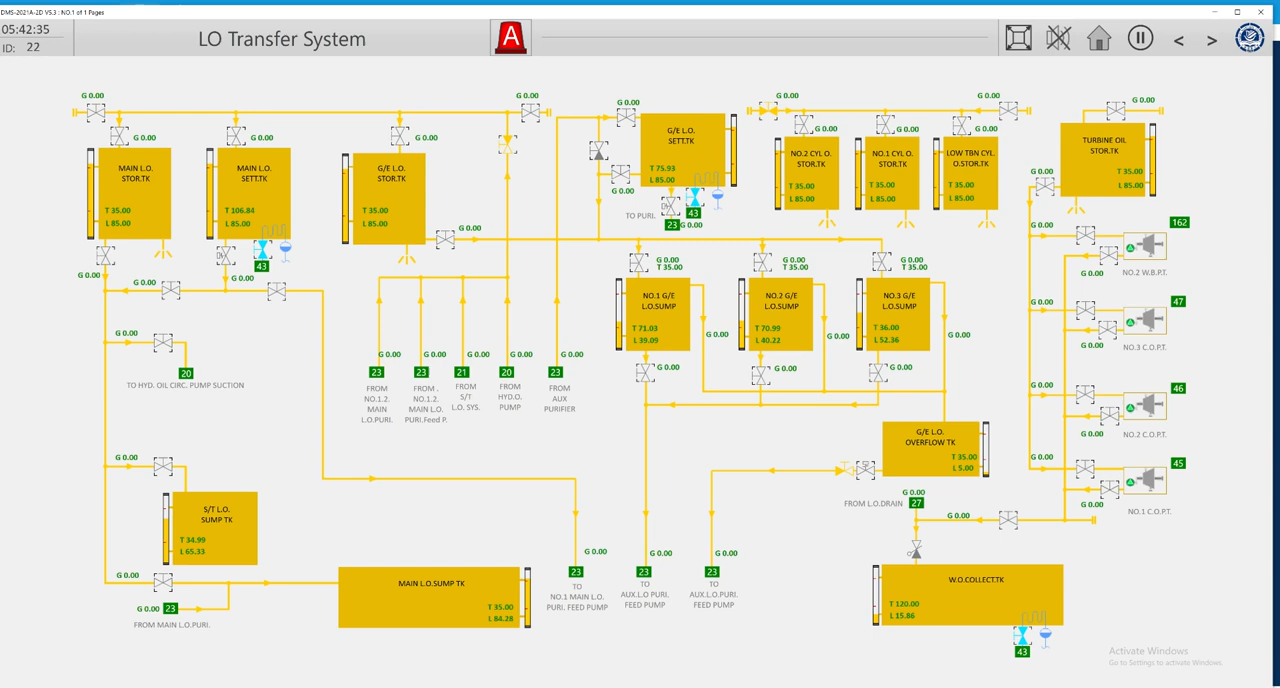 DMS-2021A-2D V5.3 : NO.1 of 1 Pages
05:42:35
ID: 22
LO Transfer System
A
<
>
G 0.00
G 0.00
G 0.00
G 0.00
G 0.00
MAIN L.O.
STOR.TK
T 35.00
L 85.00
MAIN L.O.
SETT.TK
T 106.84
L 85.00
43
G/E L.O.
STOR.TK
T 35.00
L 85.00
G 0.00
G 0.00
G 0.00
G 0.00
G/E L.O.
SETT.TK
T 75.93
L 85.00
G 0.00
TO PURI.
43
23
G 0.00
G 0.00
G 0.00
G 0.00
G 0.00
G 0.00
NO.2 CYL O.
STOR.TK
T 35.00
L 85.00
NO.1 CYL O.
STOR.TK
T 35.00
L 85.00
LOW TBN CYL.
O.STOR.TK
T 35.00
L 85.00
G 0.00
TURBINE OIL
STOR.TK
T 35.00
L 85.00
G 0.00
G 0.00
162
G 0.00
NO.2 W.B.P.T.
G 0.00
47
G 0.00
NO.3 C.O.P.T.
G 0.00
46
G 0.00
NO.2 C.O.P.T.
G 0.00
45
G 0.00
NO.1 C.O.P.T.
G 0.00
T 35.00
G 0.00
T 35.00
G 0.00
T 35.00
NO.1 G/E
L.O.SUMP
T 71.03
L 39.09
NO.2 G/E
L.O.SUMP
T 70.99
L 40.22
NO.3 G/E
L.O.SUMP
T 36.00
L 52.36
G 0.00
G 0.00
G 0.00
G 0.00
G 0.00
G 0.00
G 0.00
20
TO HYD. OIL CIRC. PUMP SUCTION
G 0.00
23
FROM
NO.1.2.
MAIN
L.O.PURI.
G 0.00
23
FROM .
NO.1.2.
MAIN L.O.
PURI.Feed P.
G 0.00
21
FROM
S/T
L.O. SYS.
G 0.00
20
FROM
HYD.O.
PUMP
G 0.00
23
FROM
AUX
PURIFIER
G/E L.O.
OVERFLOW TK
T 35.00
L 5.00
G 0.00
S/T L.O.
SUMP TK
T 34.99
L 65.33
G 0.00
G 0.00
23
FROM MAIN L.O.PURI.
MAIN L.O.SUMP TK
T 35.00
L 84.28
G 0.00
23
TO
NO.1 MAIN L.O.
PURI. FEED PUMP
G 0.00
23
TO
AUX.L.O PURI.
FEED PUMP
G 0.00
23
TO
AUX.L.O.PURI.
FEED PUMP
G 0.00
FROM L.O.DRAIN
27
G 0.00
W.O.COLLECT.TK
T 120.00
L 15.86
43
Activate Windows
Go to Settings to activate Windows.